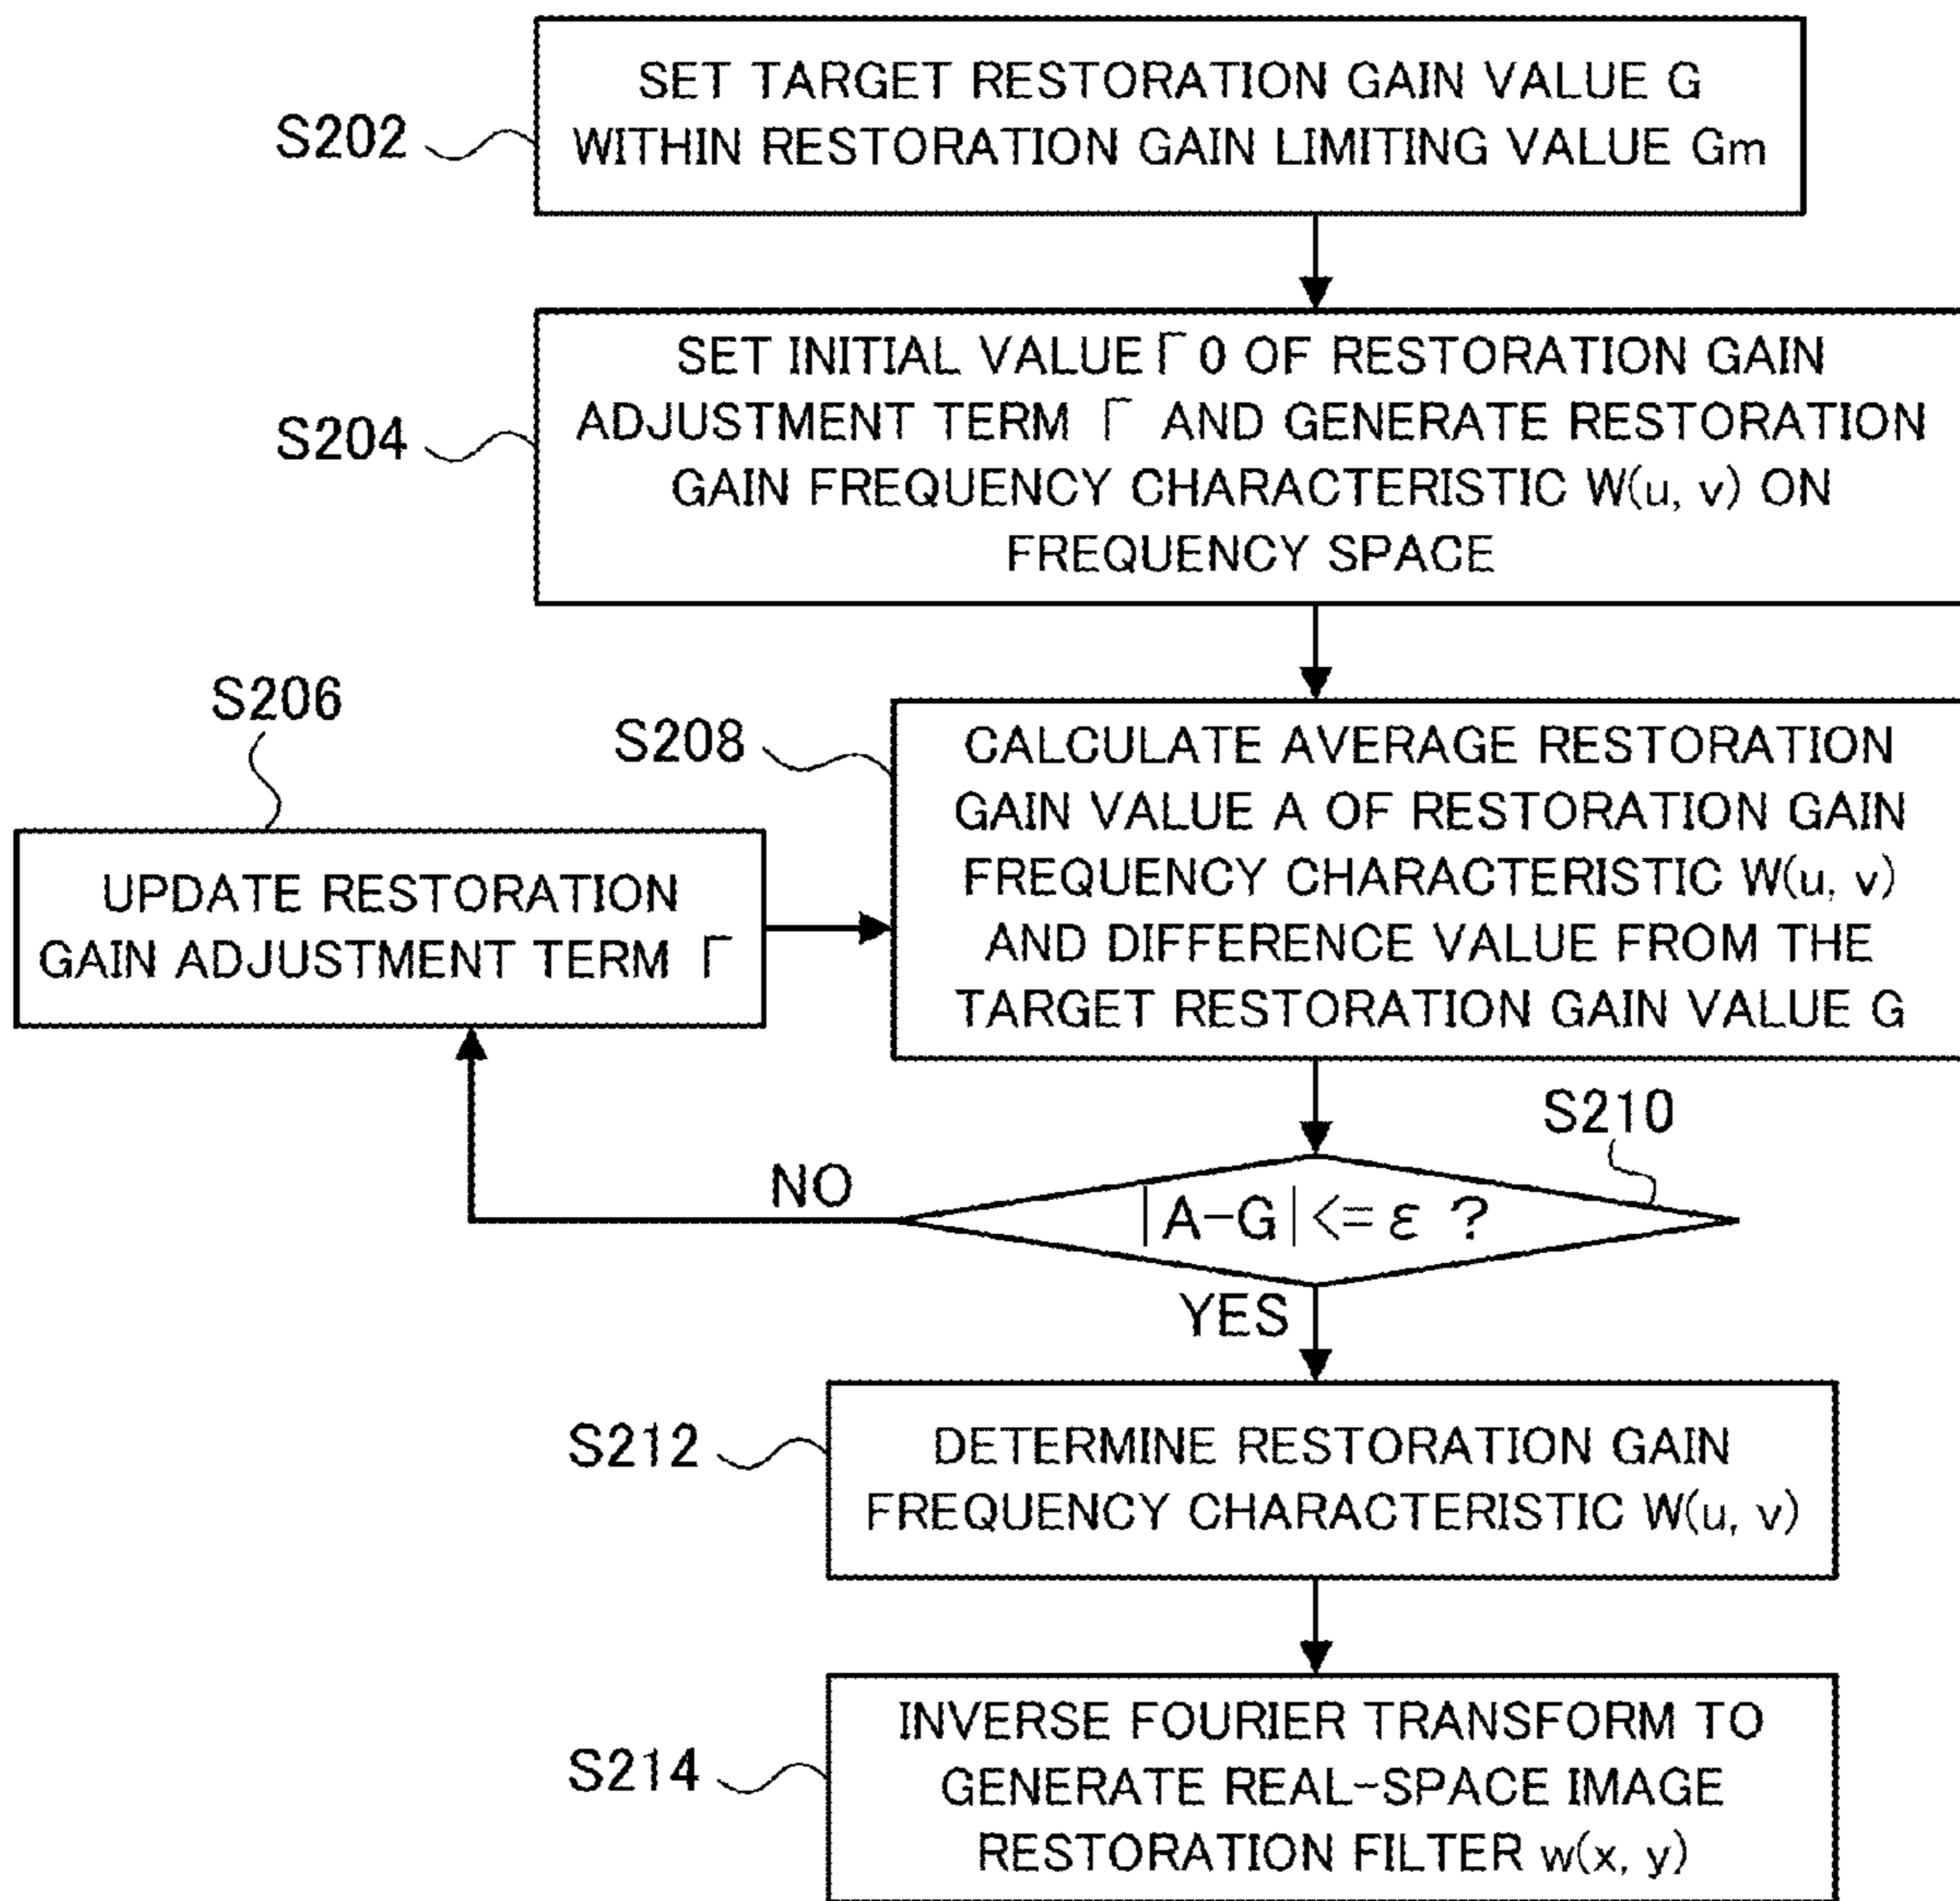 S202
SET TARGET RESTORATION GAIN VALUE G
WITHIN RESTORATION GAIN LIMITING VALUE Gm
S204
SET INITIAL VALUE Γ0 OF RESTORATION GAIN
ADJUSTMENT TERM Γ AND GENERATE RESTORATION
GAIN FREQUENCY CHARACTERISTIC W(u, v) ON
FREQUENCY SPACE
S206
UPDATE RESTORATION
GAIN ADJUSTMENT TERM Γ
S208
CALCULATE AVERAGE RESTORATION
GAIN VALUE A OF RESTORATION GAIN
FREQUENCY CHARACTERISTIC W(u, v)
AND DIFFERENCE VALUE FROM THE
TARGET RESTORATION GAIN VALUE G
S210
|A-G|<=ε ?
NO
YES
S212
DETERMINE RESTORATION GAIN
FREQUENCY CHARACTERISTIC W(u, v)
S214
INVERSE FOURIER TRANSFORM TO
GENERATE REAL-SPACE IMAGE
RESTORATION FILTER w(x, y)